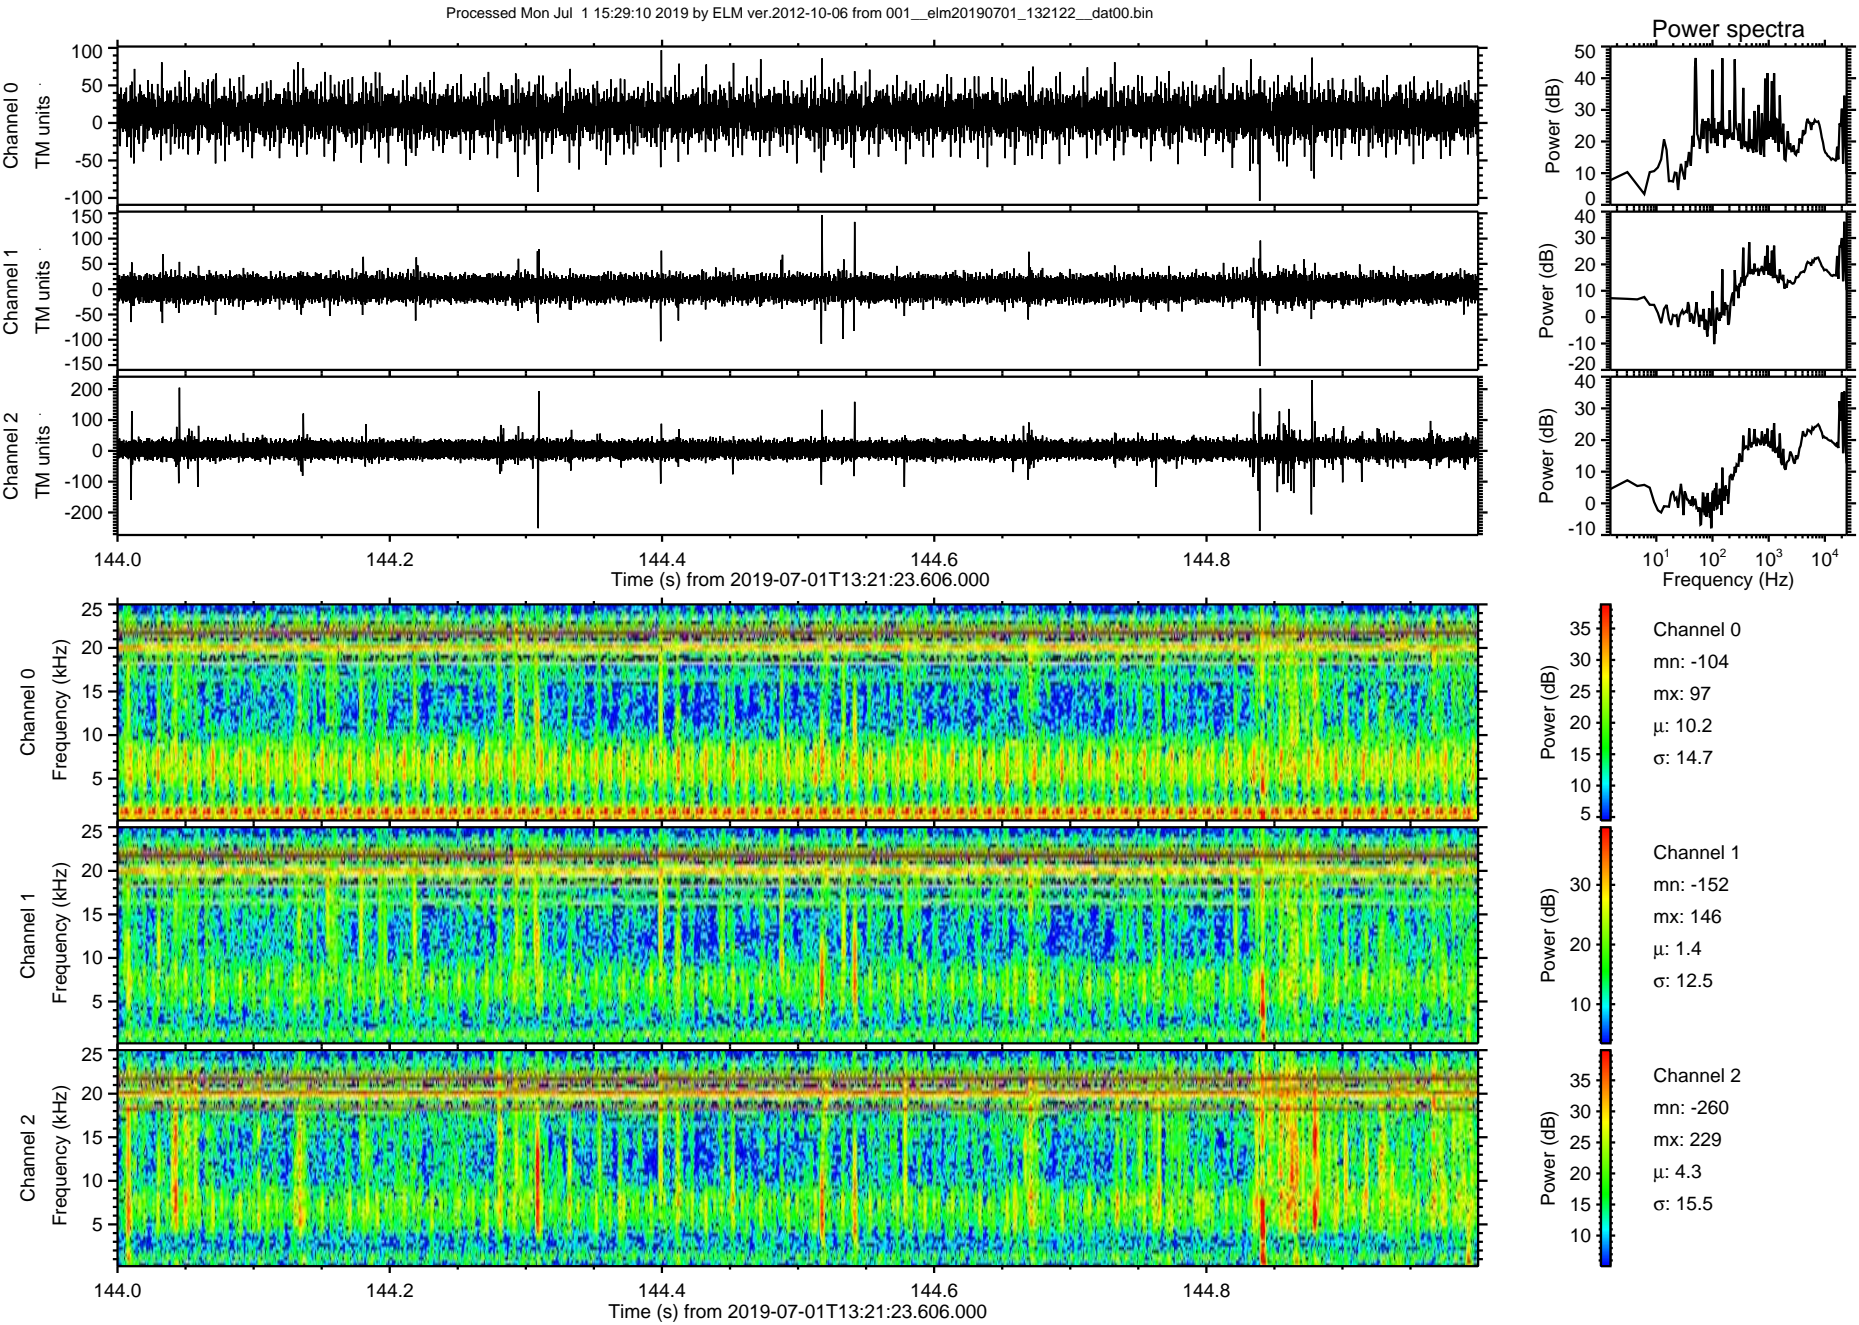 Processed Mon Jul  1 15:29:10 2019 by ELM ver.2012-10-06 from 001__elm20190701_132122__dat00.bin
Power spectra
Channel 0
TM units
100
50
0
-50
-100
Power (dB)
50
40
30
20
10
0
Channel 1
TM units
150
100
50
0
-50
-100
-150
Power (dB)
40
30
20
10
0
-10
-20
Channel 2
TM units
200
100
0
-100
-200
Power (dB)
40
30
20
10
0
-10
144.0 144.2 144.4 144.6 144.8
Time (s) from 2019-07-01T13:21:23.606.000
10¹ 10² 10³ 10⁴
Frequency (Hz)
Channel 0
Frequency (kHz)
25
20
15
10
5
Power (dB)
35
30
25
20
15
10
5
Channel 0
mn: -104
mx: 97
μ: 10.2
σ: 14.7
Channel 1
Frequency (kHz)
25
20
15
10
5
Power (dB)
30
20
10
Channel 1
mn: -152
mx: 146
μ: 1.4
σ: 12.5
Channel 2
Frequency (kHz)
25
20
15
10
5
Power (dB)
35
30
25
20
15
10
Channel 2
mn: -260
mx: 229
μ: 4.3
σ: 15.5
144.0 144.2 144.4 144.6 144.8
Time (s) from 2019-07-01T13:21:23.606.000